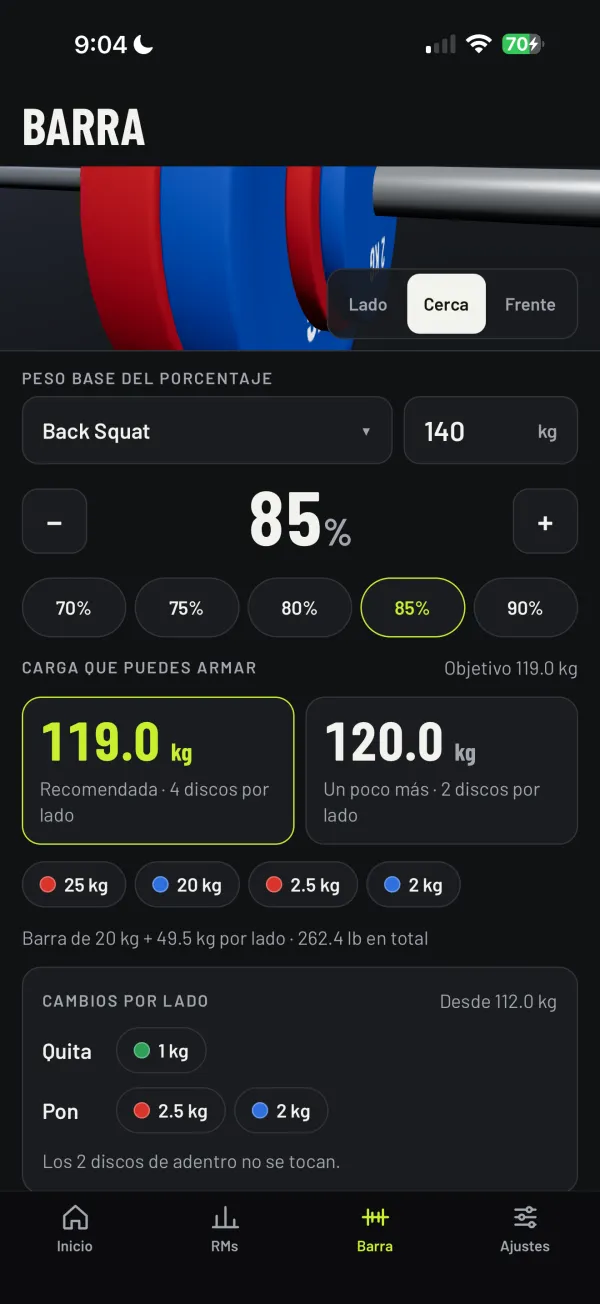 9:04
70
BARRA
Lado
Cerca
Frente
PESO BASE DEL PORCENTAJE
Back Squat
140 kg
−
85%
+
70%
75%
80%
85%
90%
CARGA QUE PUEDES ARMAR
Objetivo 119.0 kg
119.0 kg
Recomendada · 4 discos por
lado
120.0 kg
Un poco más · 2 discos por
lado
25 kg
20 kg
2.5 kg
2 kg
Barra de 20 kg + 49.5 kg por lado · 262.4 lb en total
CAMBIOS POR LADO
Desde 112.0 kg
Quita
1 kg
Pon
2.5 kg
2 kg
Los 2 discos de adentro no se tocan.
Inicio
RMs
Barra
Ajustes